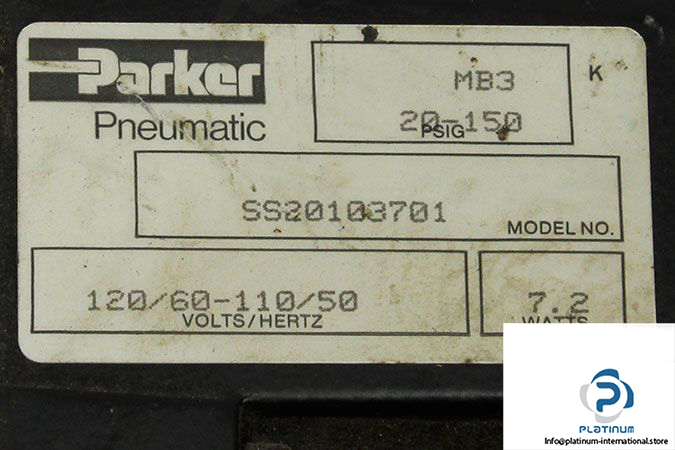 Parker
Pneumatic
MB3
K
20-150
PSIG
SS20103701
MODEL NO.
120/60-110/50
VOLTS/HERTZ
7.2
WATTS
PLATINUM
Info@platinum-international.store